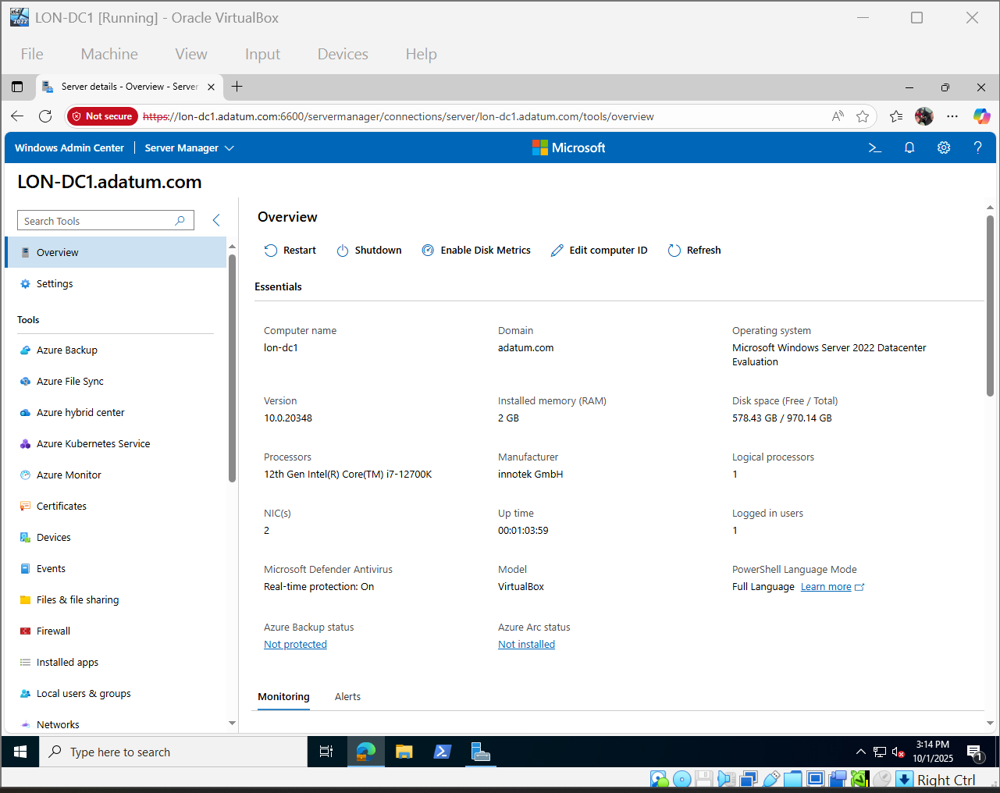 LON-DC1 [Running] - Oracle VirtualBox
File Machine View Input Devices Help
Server details - Overview - Server
Not secure https://lon-dc1.adatum.com:6600/servermanager/connections/server/lon-dc1.adatum.com/tools/overview
Windows Admin Center | Server Manager Microsoft
LON-DC1.adatum.com
Search Tools
Overview
Settings
Tools
Azure Backup
Azure File Sync
Azure hybrid center
Azure Kubernetes Service
Azure Monitor
Certificates
Devices
Events
Files & file sharing
Firewall
Installed apps
Local users & groups
Networks
Overview
Restart Shutdown Enable Disk Metrics Edit computer ID Refresh
Essentials
Computer name
lon-dc1
Domain
adatum.com
Operating system
Microsoft Windows Server 2022 Datacenter
Evaluation
Version
10.0.20348
Installed memory (RAM)
2 GB
Disk space (Free / Total)
578.43 GB / 970.14 GB
Processors
12th Gen Intel(R) Core(TM) i7-12700K
Manufacturer
innotek GmbH
Logical processors
1
NIC(s)
2
Up time
00:01:03:59
Logged in users
1
Microsoft Defender Antivirus
Real-time protection: On
Model
VirtualBox
PowerShell Language Mode
Full Language Learn more
Azure Backup status
Not protected
Azure Arc status
Not installed
Monitoring Alerts
Type here to search
3:14 PM
10/1/2025
1
Right Ctrl